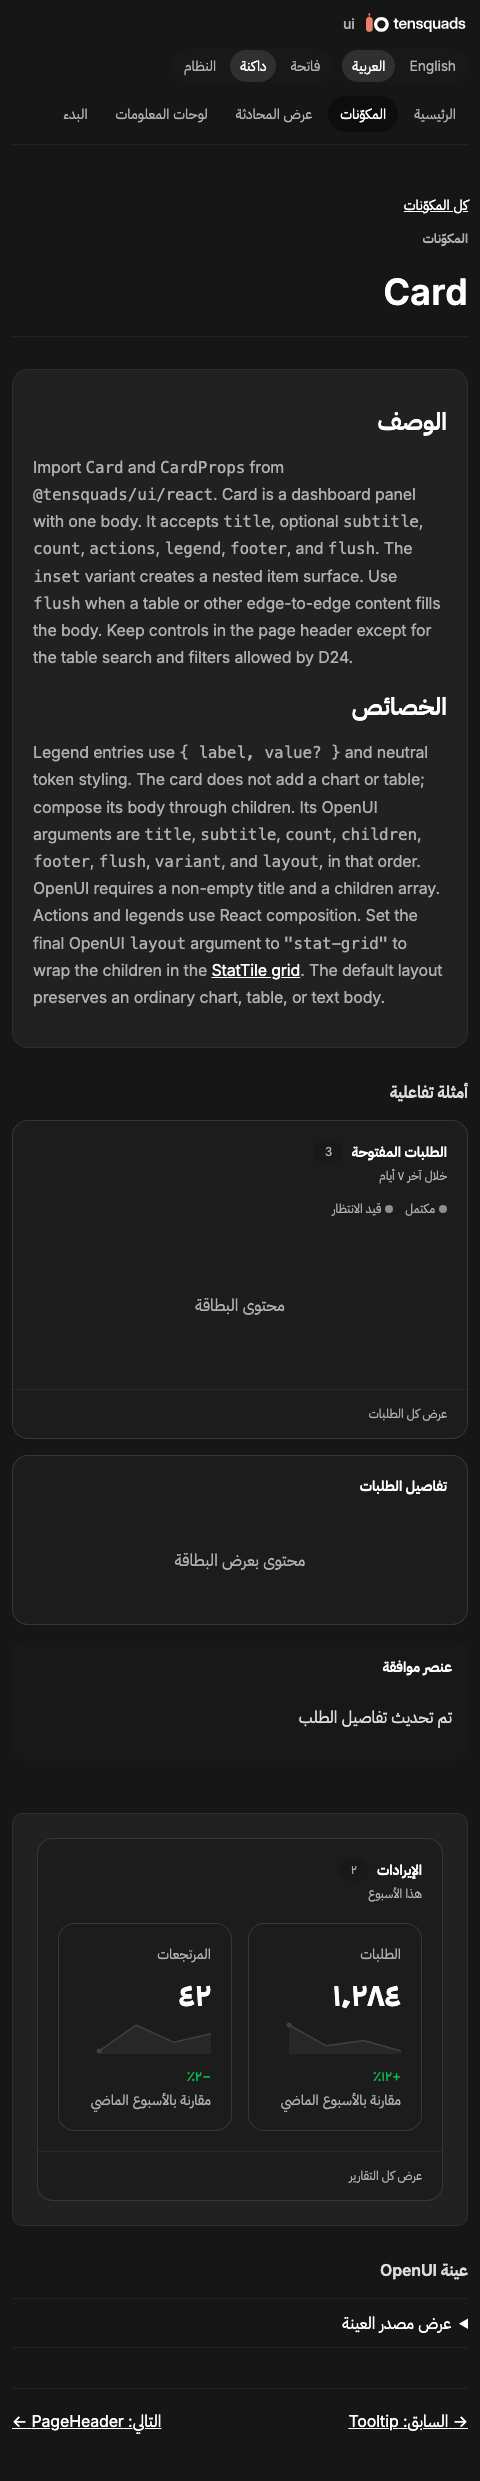 tensquads ui
English العربية فاتحة داكنة النظام
الرئيسية المكوّنات عرض المحادثة لوحات المعلومات البدء
كل المكوّنات
المكوّنات
Card
الوصف
Import Card and CardProps from
@tensquads/ui/react. Card is a dashboard panel
with one body. It accepts title, optional subtitle,
count, actions, legend, footer, and flush. The
inset variant creates a nested item surface. Use
flush when a table or other edge-to-edge content fills
the body. Keep controls in the page header except for
the table search and filters allowed by D24.
الخصائص
Legend entries use { label, value? } and neutral
token styling. The card does not add a chart or table;
compose its body through children. Its OpenUI
arguments are title, subtitle, count, children,
footer, flush, variant, and layout, in that order.
OpenUI requires a non-empty title and a children array.
Actions and legends use React composition. Set the
final OpenUI layout argument to "stat-grid" to
wrap the children in the StatTile grid. The default layout
preserves an ordinary chart, table, or text body.
أمثلة تفاعلية
الطلبات المفتوحة 3
خلال آخر ٧ أيام
مكتمل قيد الانتظار
محتوى البطاقة
عرض كل الطلبات
تفاصيل الطلبات
محتوى بعرض البطاقة
عنصر موافقة
تم تحديث تفاصيل الطلب
الإيرادات ٢
هذا الأسبوع
الطلبات
١٬٢٨٤
+١٢٪
مقارنة بالأسبوع الماضي
المرتجعات
٤٢
−٢٪
مقارنة بالأسبوع الماضي
عرض كل التقارير
عينة OpenUI
عرض مصدر العينة
→ السابق: Tooltip
التالي: PageHeader ←